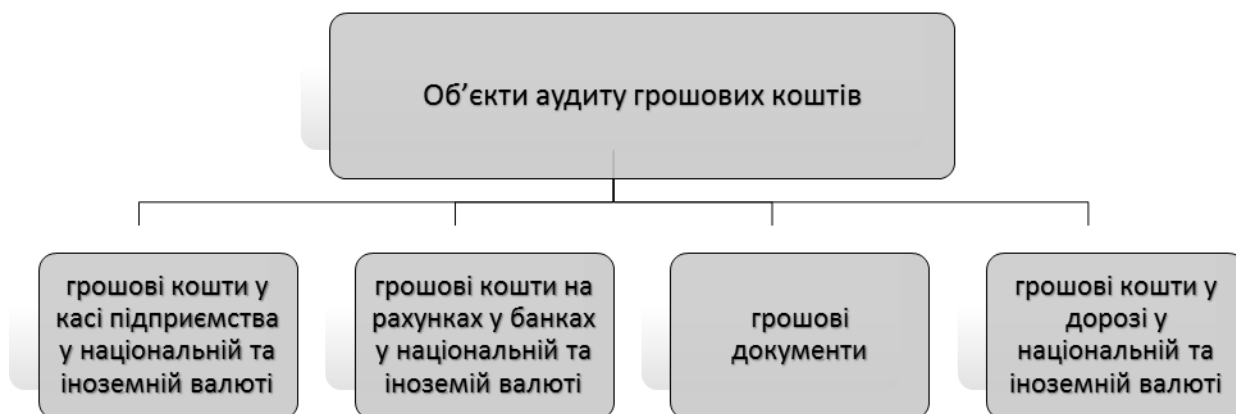 Об’єкти аудиту грошових коштів
грошові кошти у
касі підприємства
у національній та
іноземній валюті
грошові кошти на
рахунках у банках
у національній та
іноземій валюті
грошові
документи
грошові кошти у
дорозі у
національній та
іноземній валюті